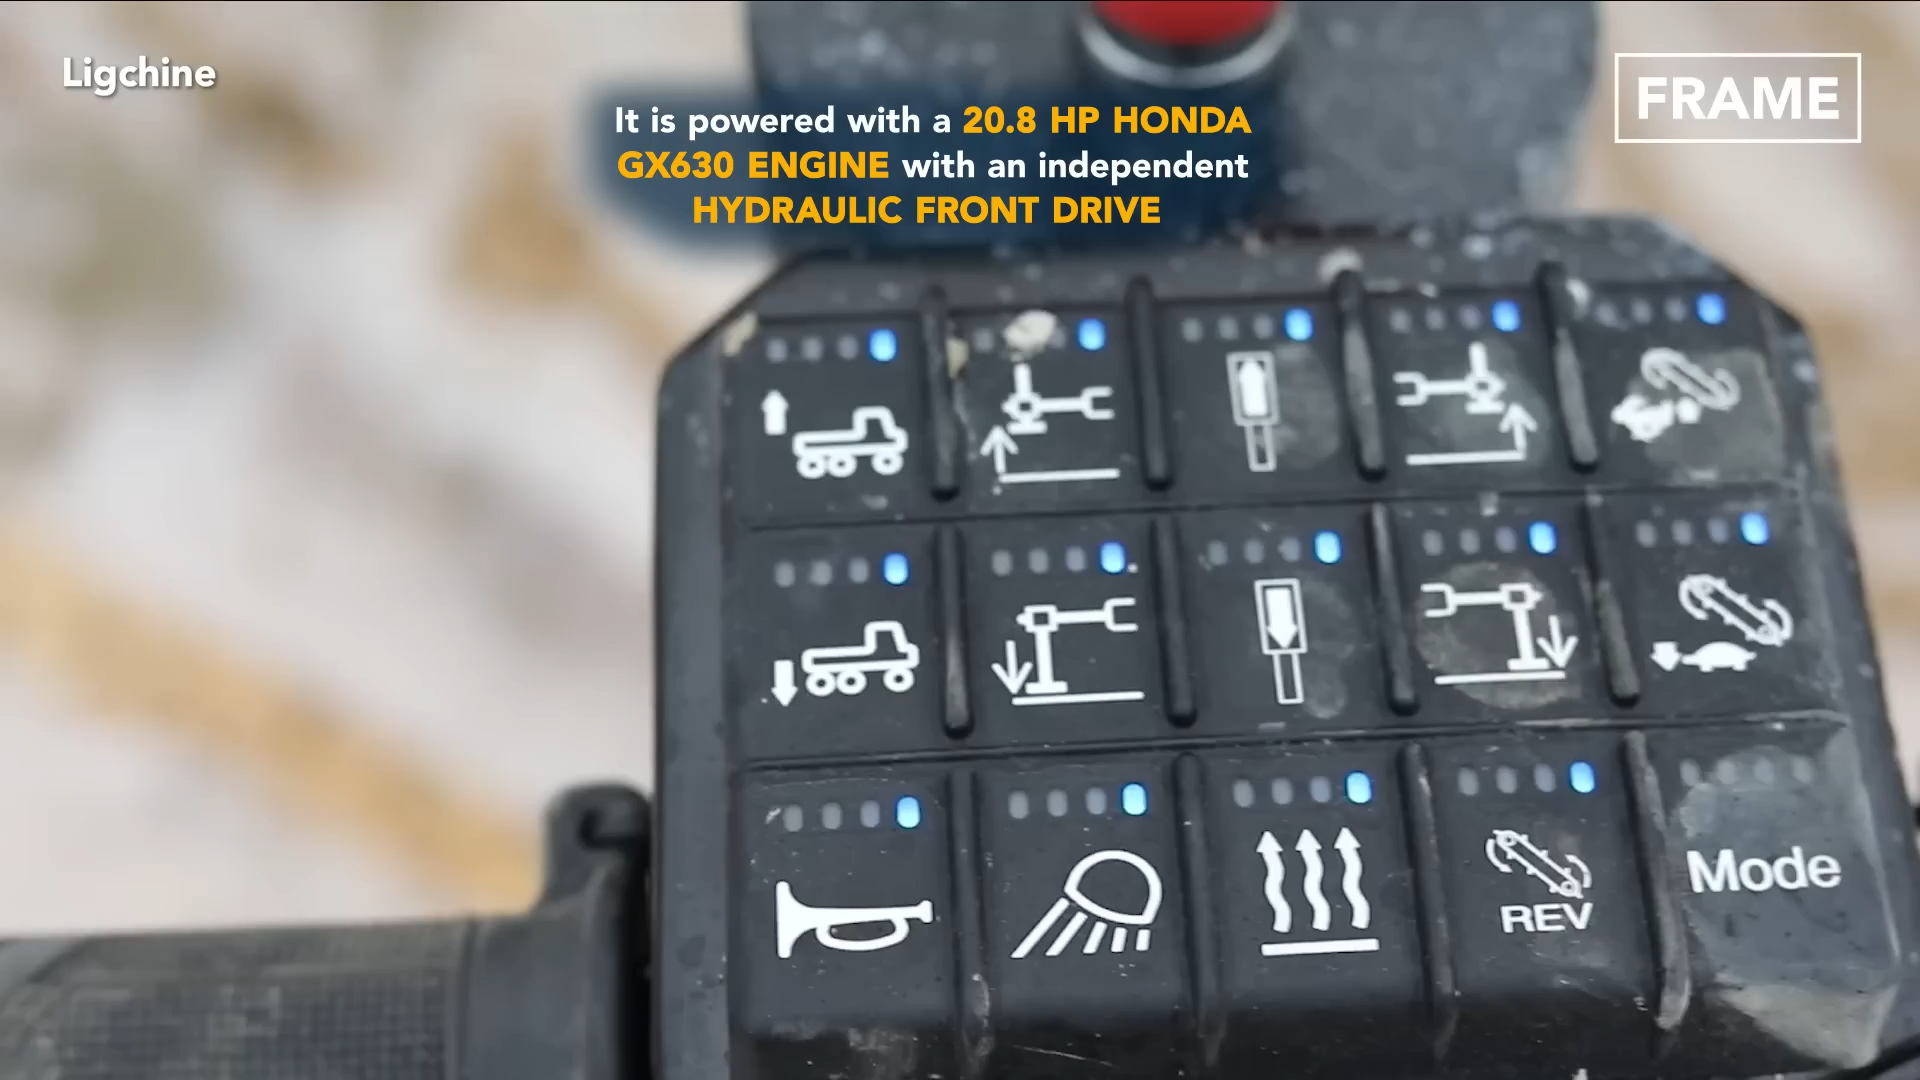 Ligchine
FRAME
It is powered with a 20.8 HP HONDA
GX630 ENGINE with an independent
HYDRAULIC FRONT DRIVE
REV
Mode